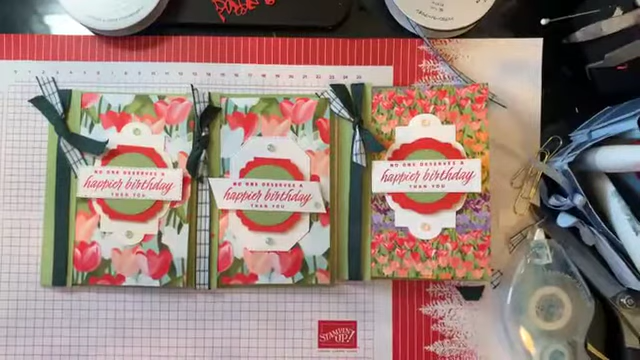 NO ONE DESERVES A
happier birthday
THAN YOU
NO ONE DESERVES A
happier birthday
THAN YOU
NO ONE DESERVES A
happier birthday
THAN YOU
STAMPIN' UP!